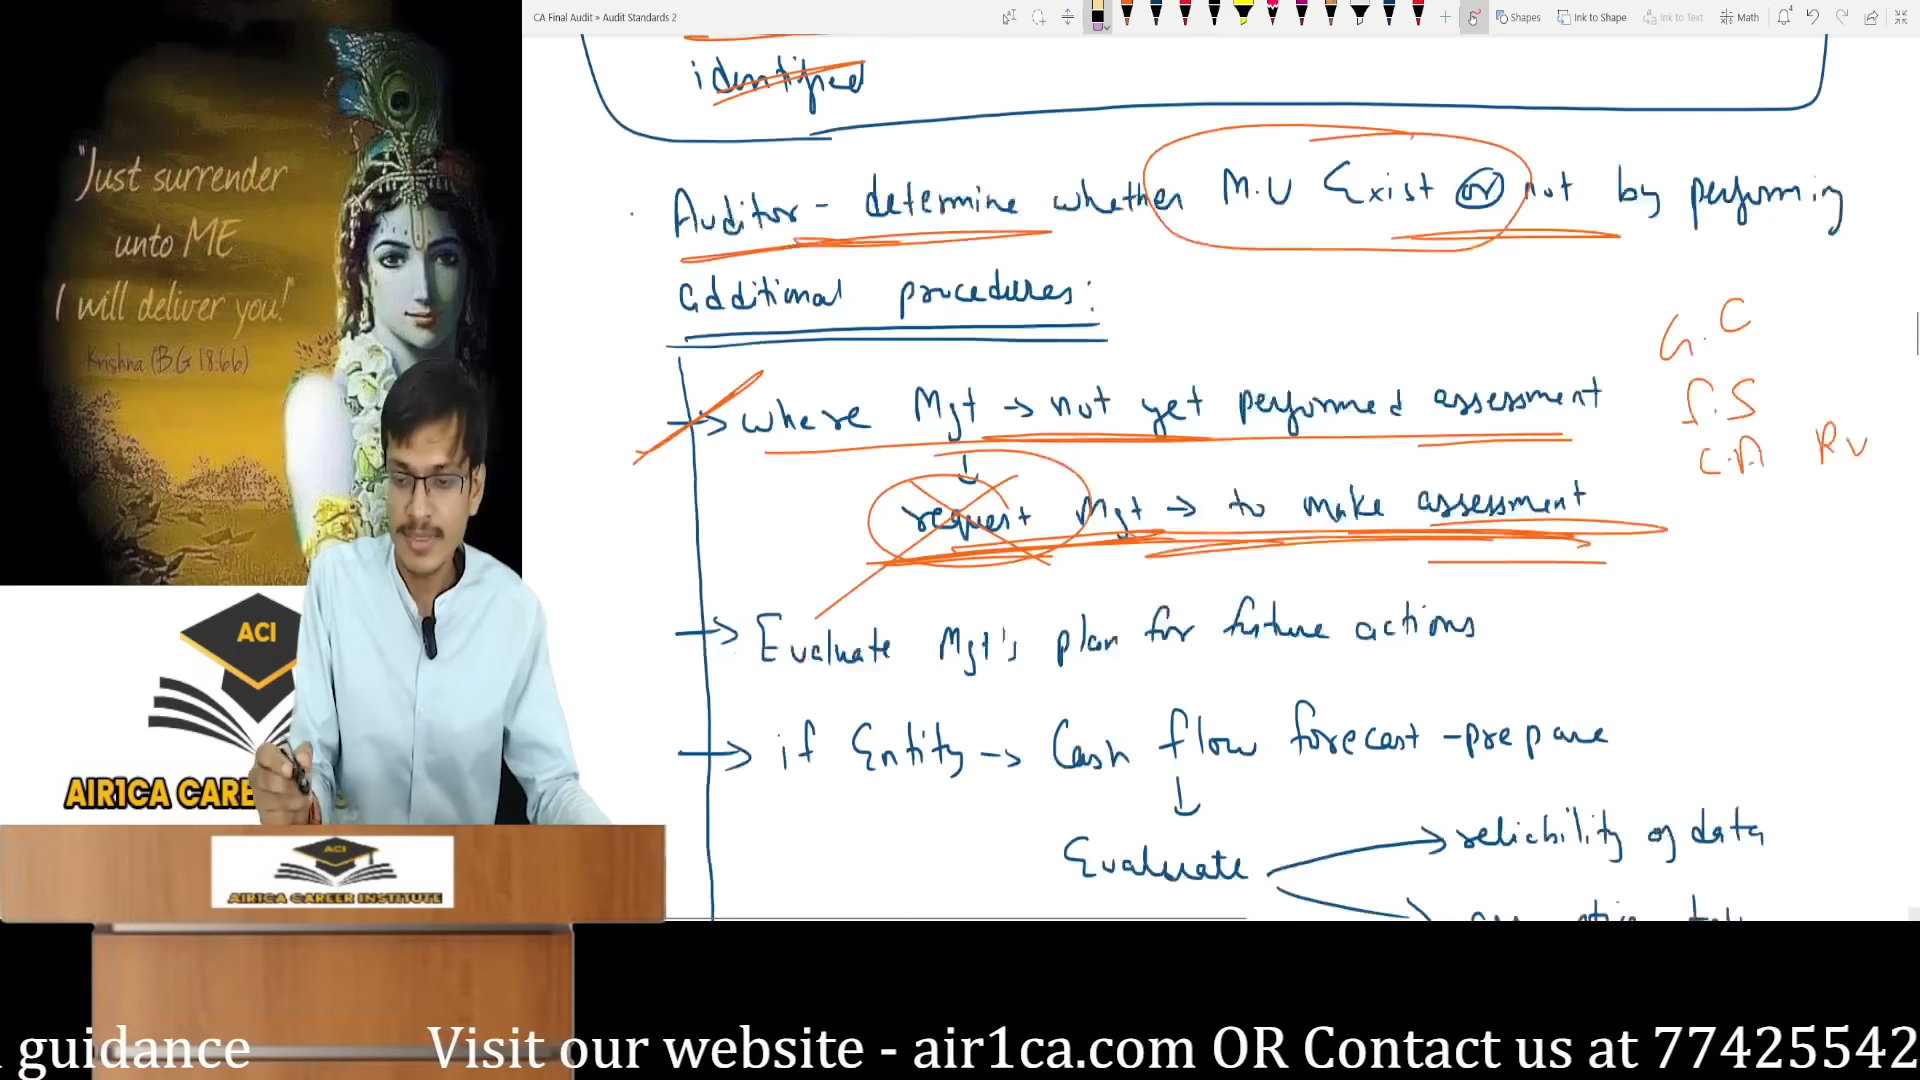 CA Final Audit » Audit Standards 2
Shapes
Ink to Shape
Ink to Text
Math
identified
"Just surrender
unto ME
I will deliver you!"
Krishna (B.G 18:66)
Auditor - determine whether M.U Exist or not by performing
additional procedures:
G.C
F.S
C.A Rv
→ where Mgt → not yet performed assessment
↓
request Mgt → to make assessment
→ Evaluate Mgt's plan for future actions
→ if Entity → Cash flow forecast - prepare
↓
Evaluate → reliability of data
ACI
AIR1CA CARE
ACI
AIR1CA CAREER INSTITUTE
guidance Visit our website - air1ca.com OR Contact us at 77425542